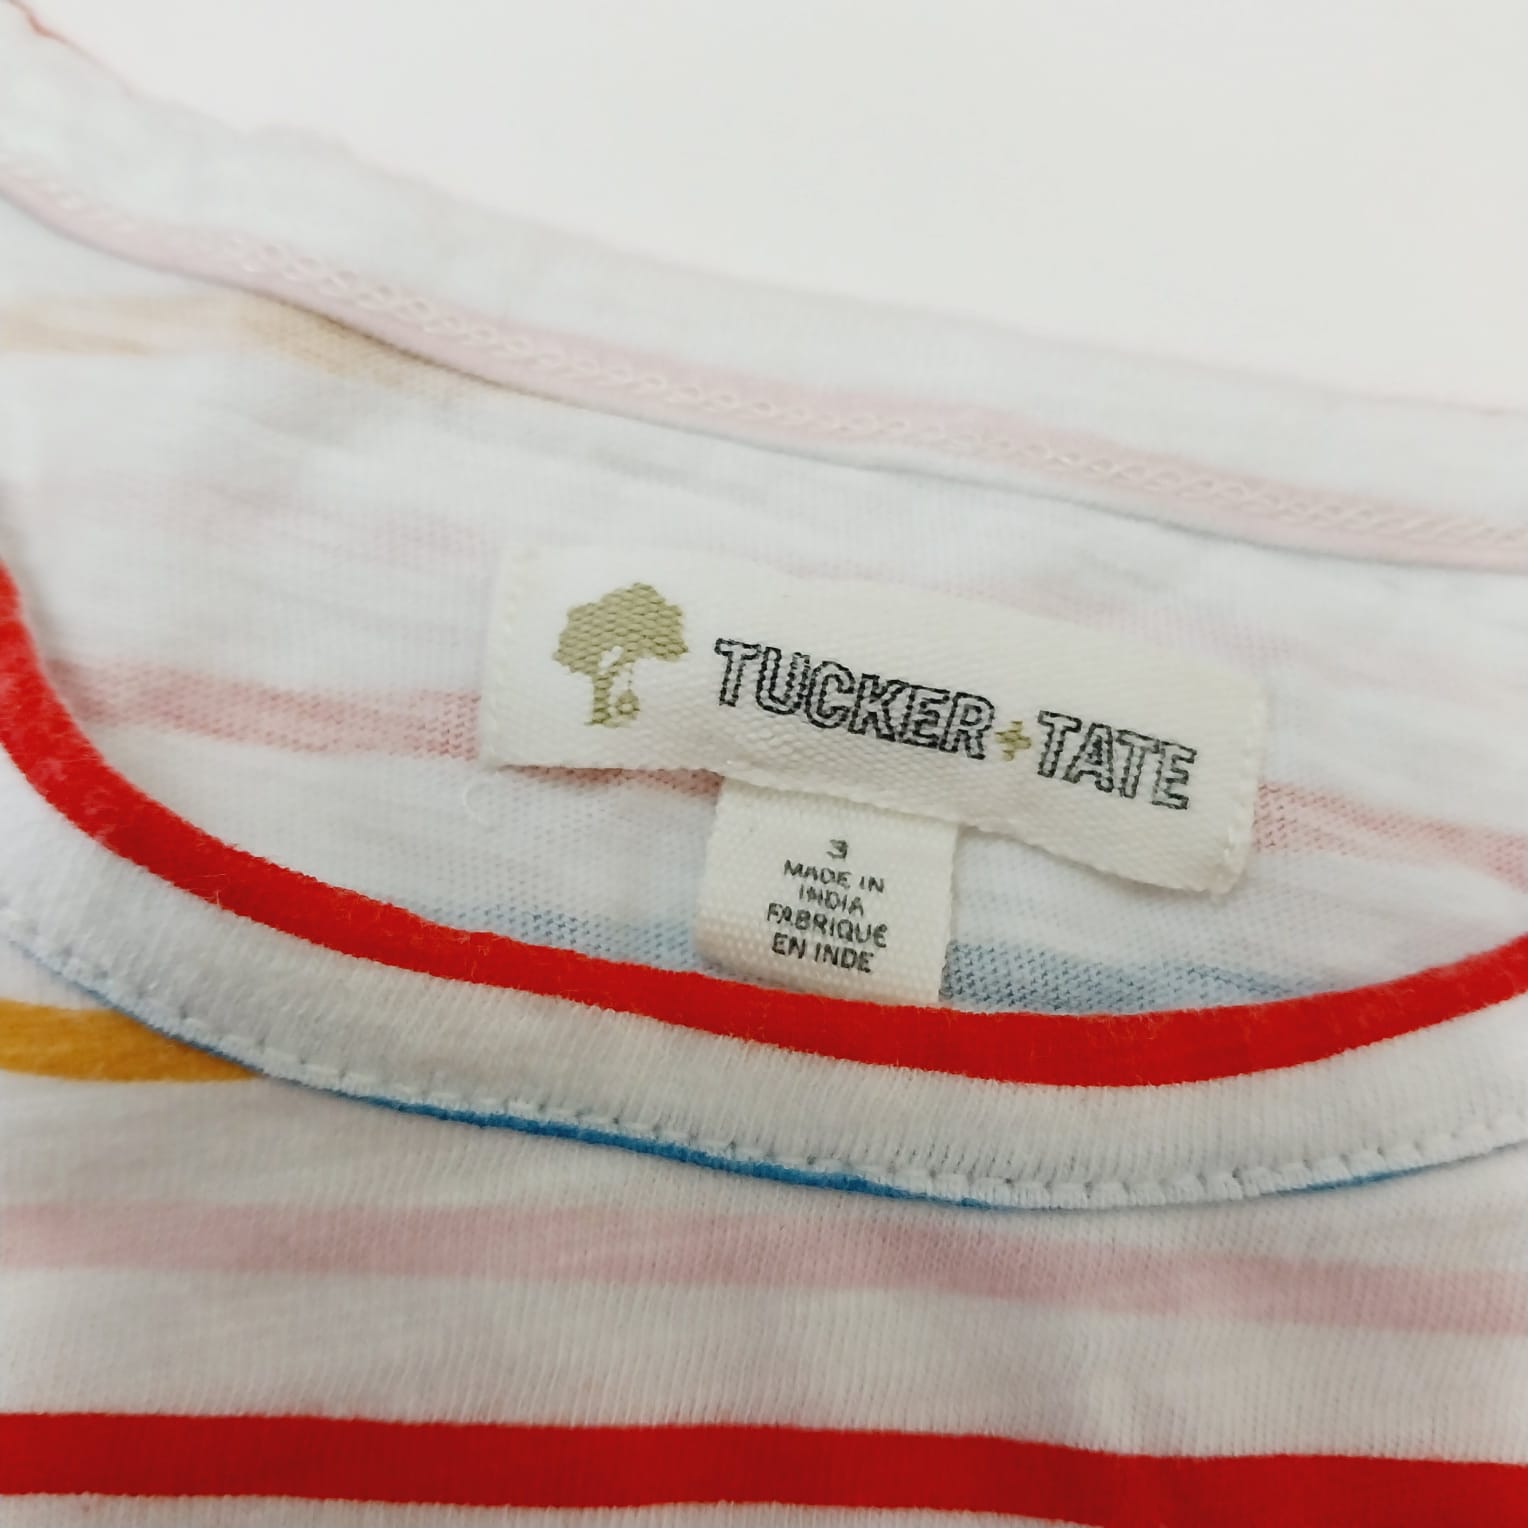 TUCKER+TATE
3
MADE IN
INDIA
FABRIQUÉ
EN INDE